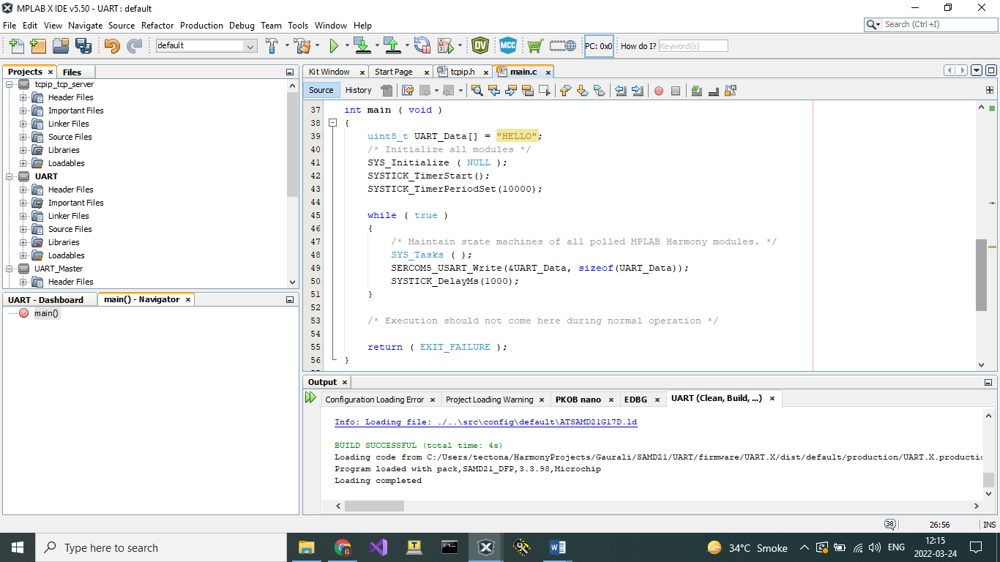 MPLAB X IDE v5.50 - UART : default
File Edit View Navigate Source Refactor Production Debug Team Tools Window Help
Search (Ctrl+I)
default
PC: 0x0 How do I? Keyword(s)
Projects Files
tcpip_tcp_server
Header Files
Important Files
Linker Files
Source Files
Libraries
Loadables
UART
Header Files
Important Files
Linker Files
Source Files
Libraries
Loadables
UART_Master
Header Files
UART - Dashboard main() - Navigator
main()
Kit Window Start Page tcpip.h main.c
Source History
37 int main ( void )
38 {
39 uint8_t UART_Data[] = "HELLO";
40 /* Initialize all modules */
41 SYS_Initialize ( NULL );
42 SYSTICK_TimerStart();
43 SYSTICK_TimerPeriodSet(10000);
44
45 while ( true )
46 {
47 /* Maintain state machines of all polled MPLAB Harmony modules. */
48 SYS_Tasks ( );
49 SERCOM5_USART_Write(&UART_Data, sizeof(UART_Data));
50 SYSTICK_DelayMs(1000);
51 }
52
53 /* Execution should not come here during normal operation */
54
55 return ( EXIT_FAILURE );
56 }
Output
Configuration Loading Error Project Loading Warning PKOB nano EDBG UART (Clean, Build, ...)
Info: Loading file: ./..\src\config\default\ATSAMD21G17D.ld
BUILD SUCCESSFUL (total time: 4s)
Loading code from C:/Users/tectona/HarmonyProjects/Gaurali/SAMD21/UART/firmware/UART.X/dist/default/production/UART.X.productio
Program loaded with pack,SAMD21_DFP,3.3.98,Microchip
Loading completed
38 26:56 INS
Type here to search
34°C Smoke ENG 12:15
2022-03-24